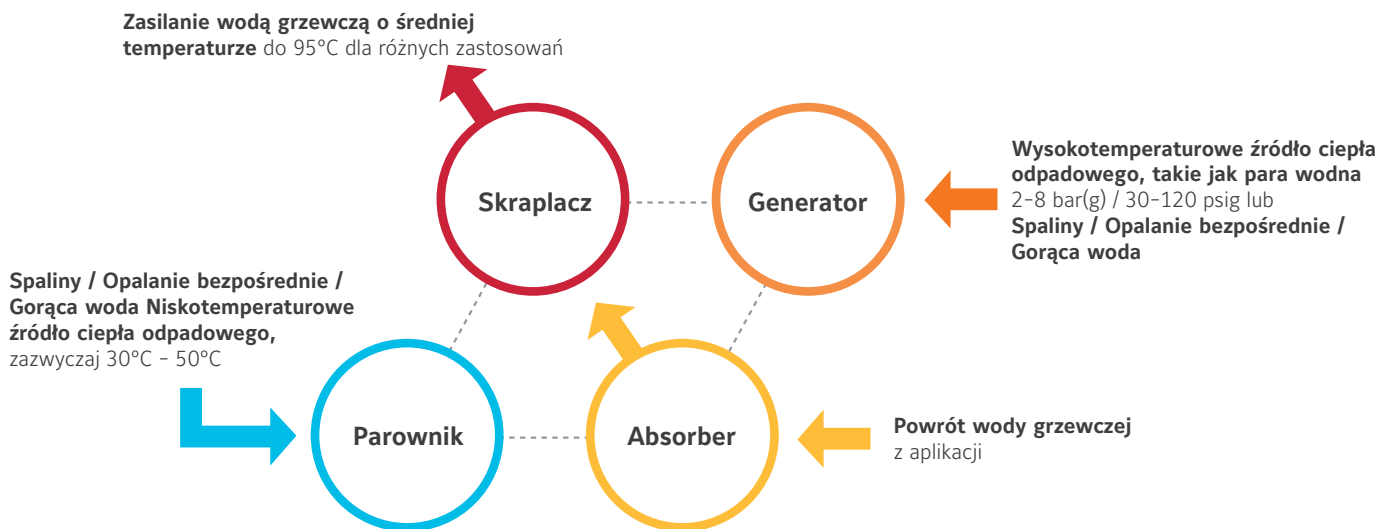 Zasilanie wodą grzewczą o średniej
temperaturze do 95°C dla różnych zastosowań
Skraplacz
Generator
Wysokotemperaturowe źródło ciepła
odpadowego, takie jak para wodna
2-8 bar(g) / 30-120 psig lub
Spaliny / Opalanie bezpośrednie /
Gorąca woda
Spaliny / Opalanie bezpośrednie /
Gorąca woda Niskotemperaturowe
źródło ciepła odpadowego,
zazwyczaj 30°C - 50°C
Parownik
Absorber
Powrót wody grzewczej
z aplikacji